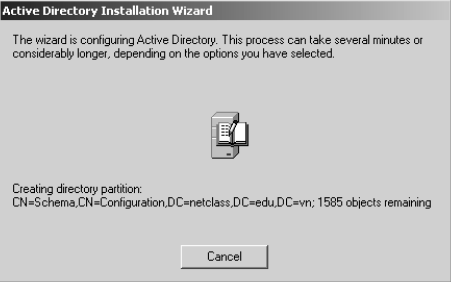 Active Directory Installation Wizard
The wizard is configuring Active Directory. This process can take several minutes or
considerably longer, depending on the options you have selected.
Creating directory partition:
CN=Schema,CN=Configuration,DC=netclass,DC=edu,DC=vn; 1585 objects remaining
Cancel